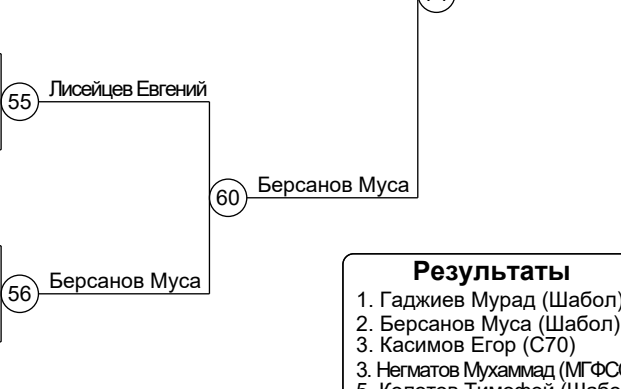 55 Лисейцев Евгений
60 Берсанов Муса
56 Берсанов Муса
Результаты
1. Гаджиев Мурад (Шабол)
2. Берсанов Муса (Шабол)
3. Касимов Егор (С70)
3. Негматов Мухаммад (МГФСО